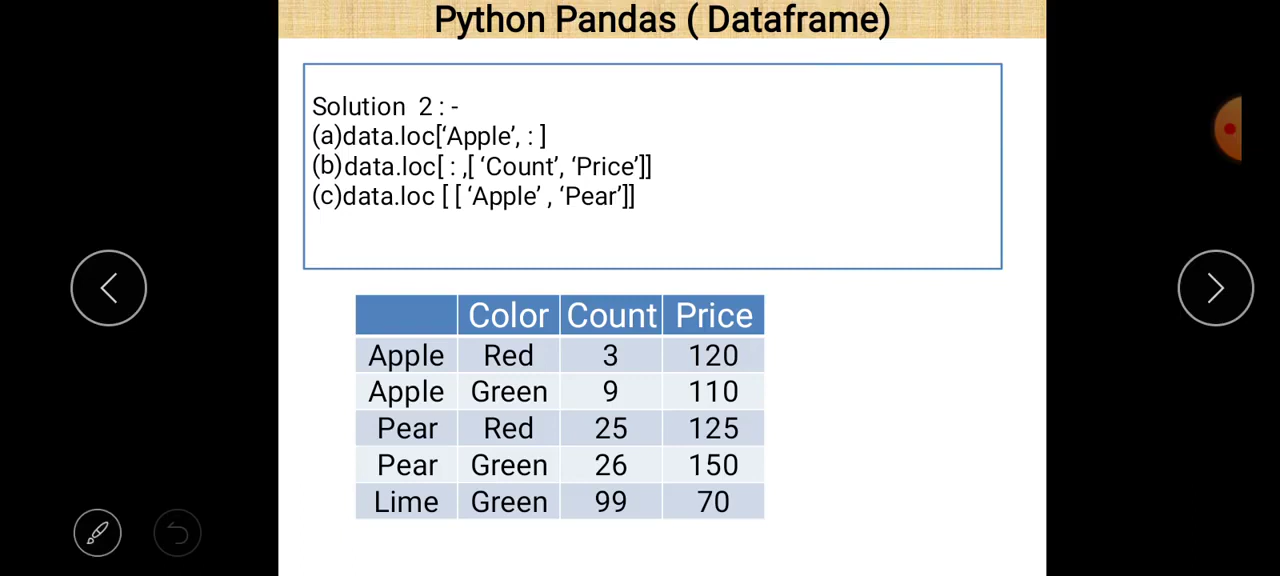 Python Pandas ( Dataframe)
Solution  2 : -
(a)data.loc[‘Apple’, : ]
(b)data.loc[ : ,[ ‘Count’, ‘Price’]]
(c)data.loc [ [ ‘Apple’ , ‘Pear’]]
Color Count Price
Apple Red 3 120
Apple Green 9 110
Pear Red 25 125
Pear Green 26 150
Lime Green 99 70